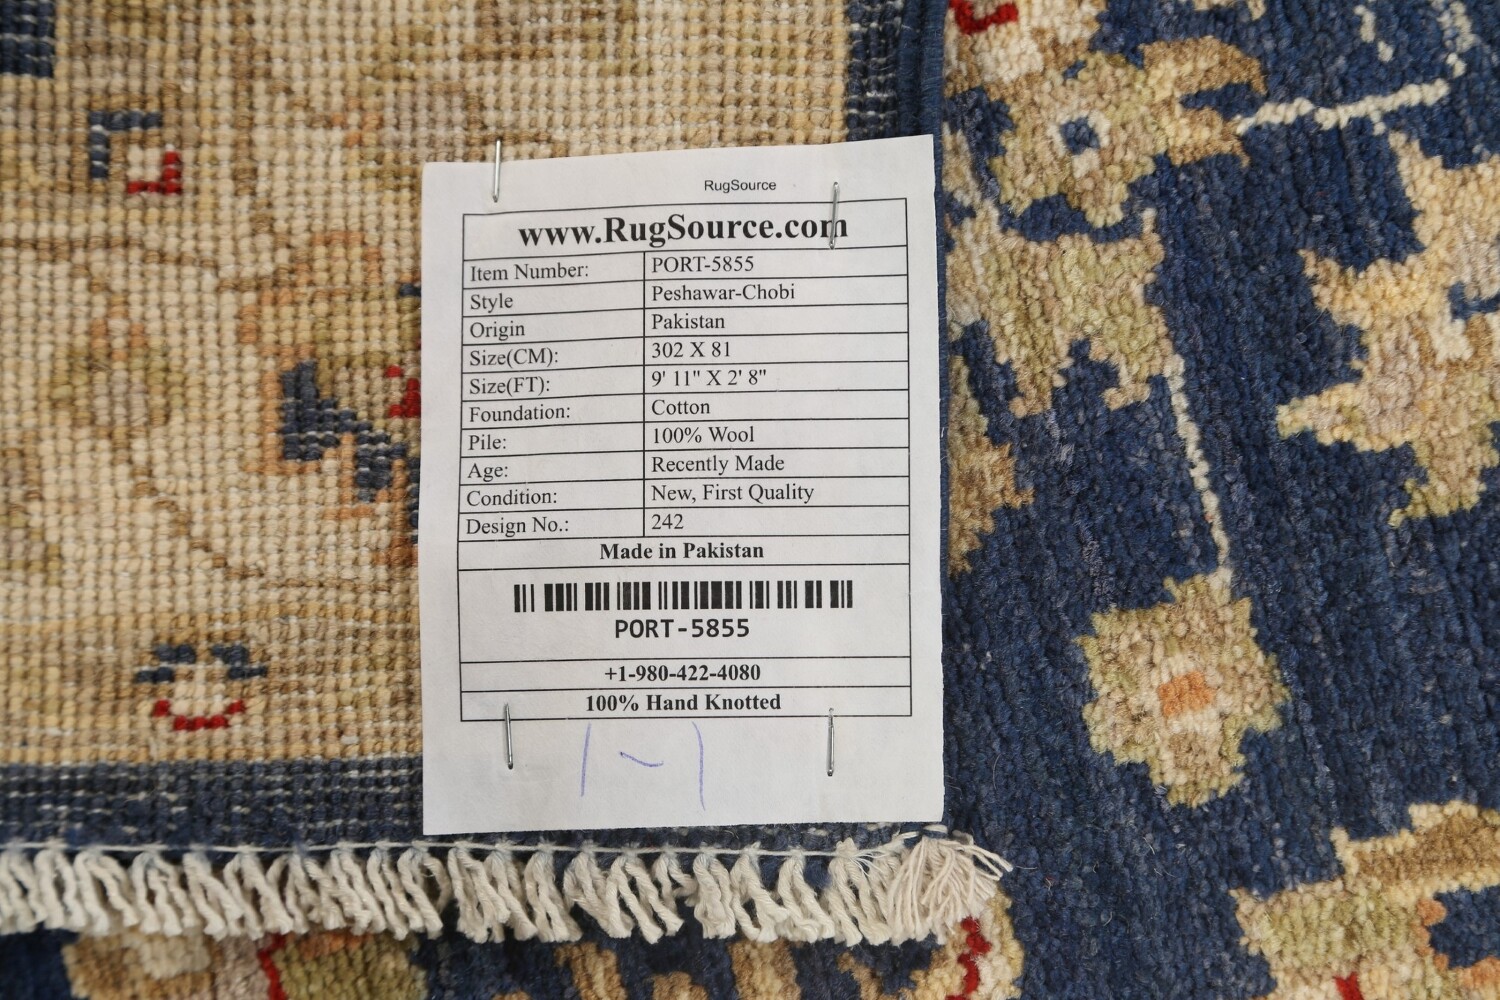 RugSource
www.RugSource.com
Item Number: PORT-5855
Style Peshawar-Chobi
Origin Pakistan
Size(CM): 302 X 81
Size(FT): 9' 11" X 2' 8"
Foundation: Cotton
Pile: 100% Wool
Age: Recently Made
Condition: New, First Quality
Design No.: 242
Made in Pakistan
PORT-5855
+1-980-422-4080
100% Hand Knotted
1-1